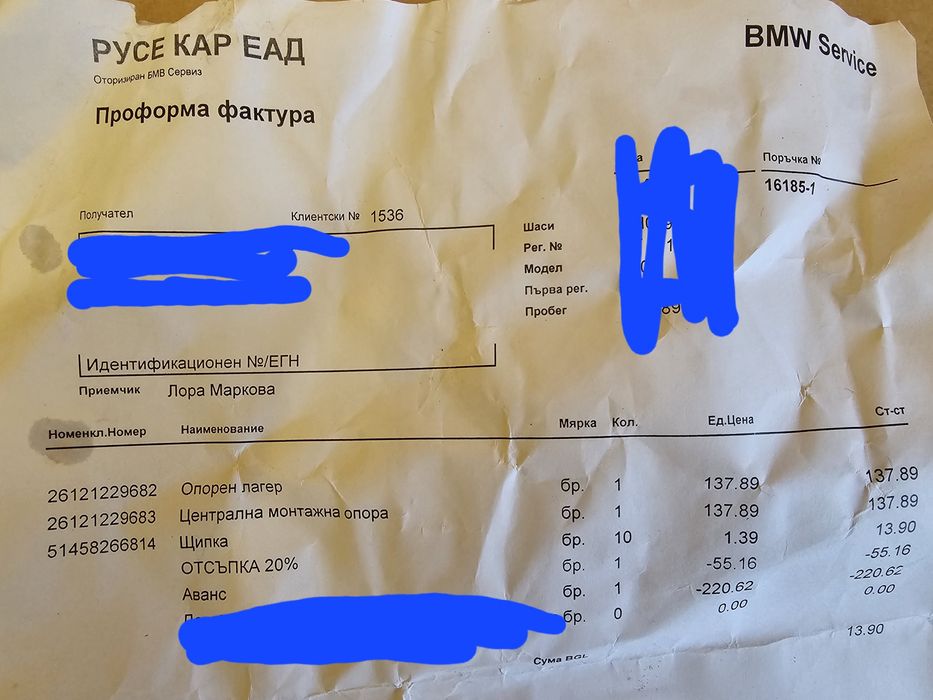 РУСЕ КАР ЕАД
BMW Service
Оторизиран БМВ Сервиз
Проформа фактура
Поръчка №
16185-1
Получател Клиентски № 1536
Шаси
Рег. №
Модел
Първа рег.
Пробег
Идентификационен №/ЕГН
Приемчик Лора Маркова
Номенкл.Номер Наименование Мярка Кол. Ед.Цена Ст-ст
26121229682 Опорен лагер бр. 1 137.89 137.89
26121229683 Централна монтажна опора бр. 1 137.89 137.89
51458266814 Щипка бр. 10 1.39 13.90
ОТСЪПКА 20% бр. 1 -55.16 -55.16
Аванс бр. 1 -220.62 -220.62
бр. 0 0.00 0.00
Сума BGL 13.90